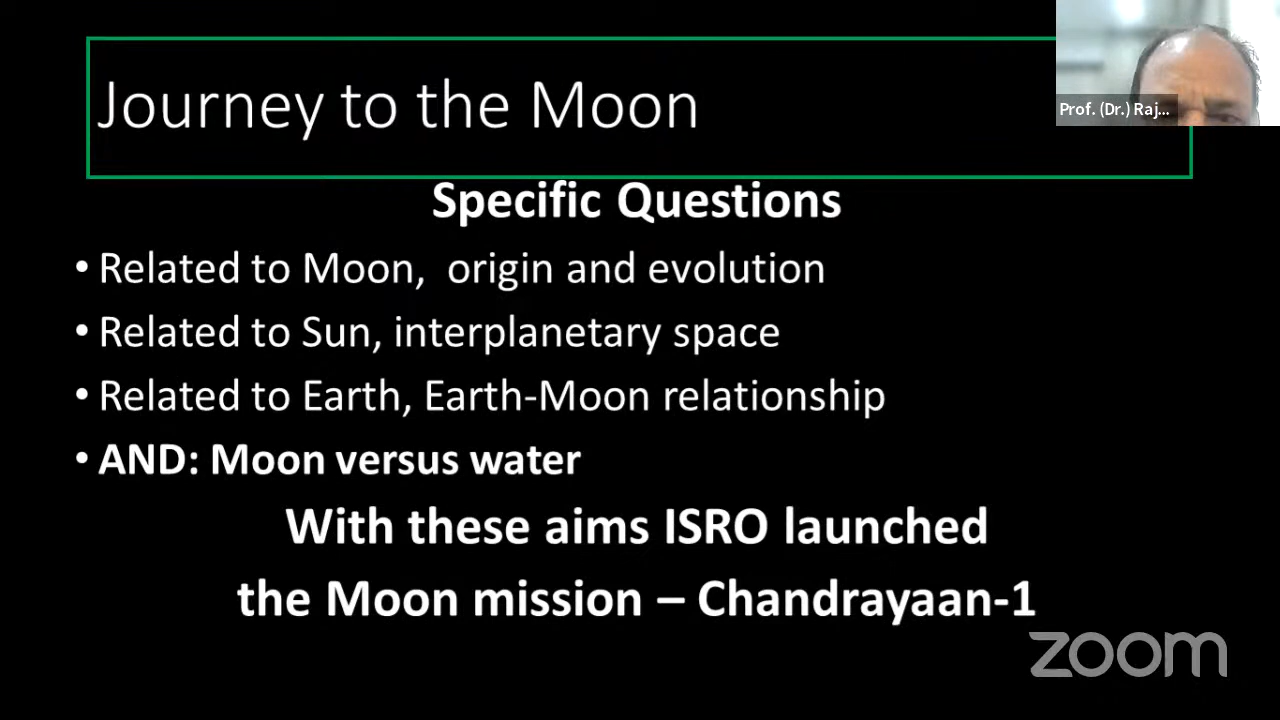 Journey to the Moon
Prof. (Dr.) Raj...
Specific Questions
• Related to Moon,  origin and evolution
• Related to Sun, interplanetary space
• Related to Earth, Earth-Moon relationship
• AND: Moon versus water
With these aims ISRO launched
the Moon mission – Chandrayaan-1
zoom